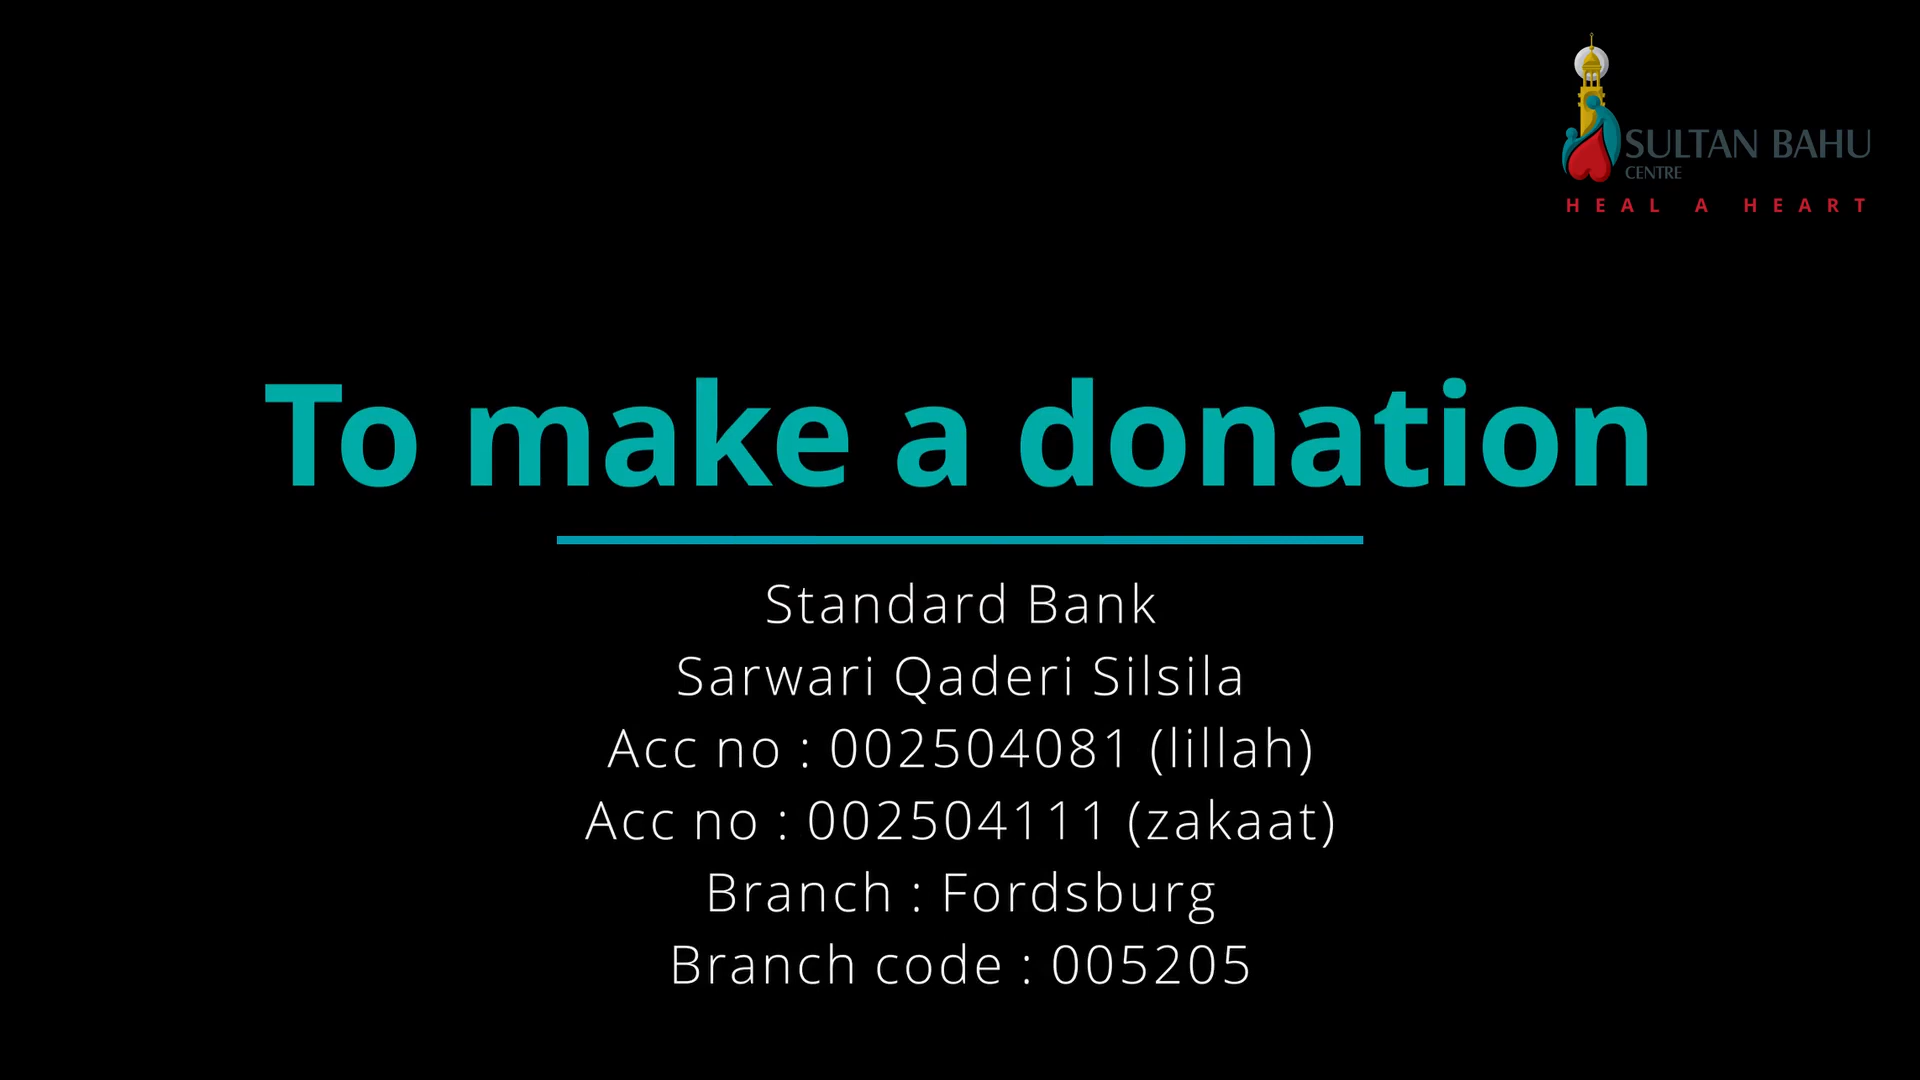 SULTAN BAHU
CENTRE
HEAL A HEART
To make a donation
Standard Bank
Sarwari Qaderi Silsila
Acc no : 002504081 (lillah)
Acc no : 002504111 (zakaat)
Branch : Fordsburg
Branch code : 005205